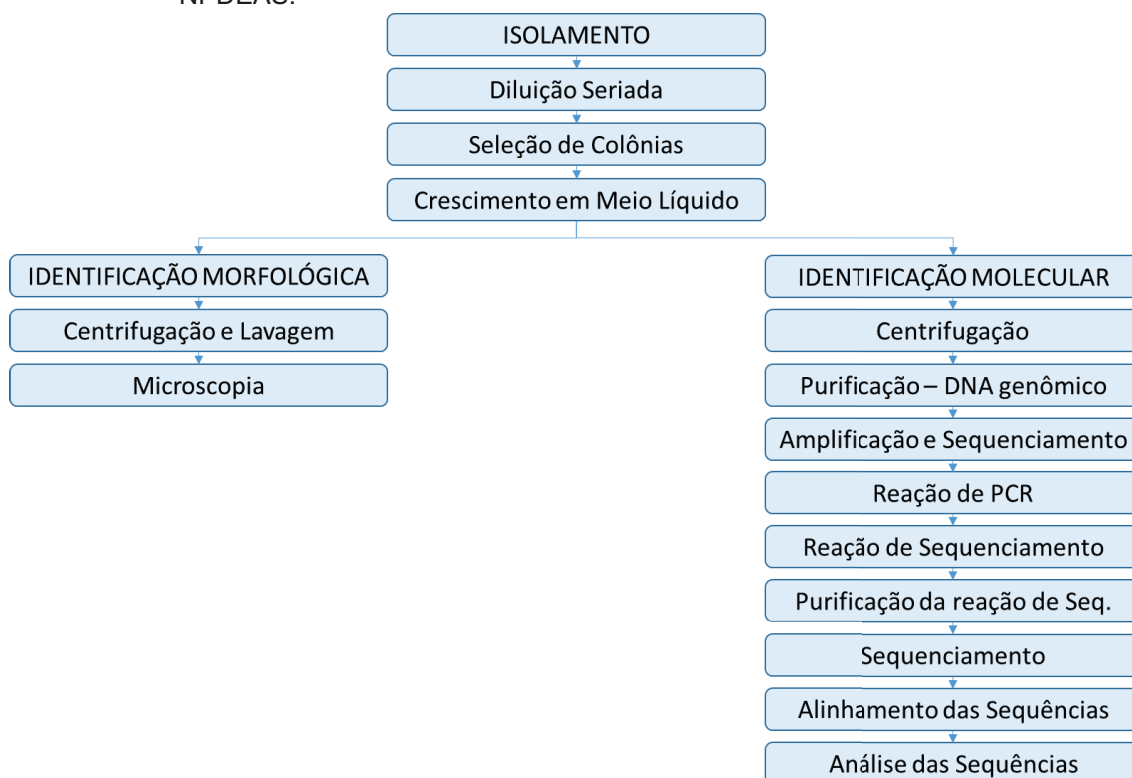 ISOLAMENTO
Diluição Seriada
Seleção de Colônias
Crescimento em Meio Líquido
IDENTIFICAÇÃO MORFOLÓGICA
Centrifugação e Lavagem
Microscopia
IDENTIFICAÇÃO MOLECULAR
Centrifugação
Purificação – DNA genômico
Amplificação e Sequenciamento
Reação de PCR
Reação de Sequenciamento
Purificação da reação de Seq.
Sequenciamento
Alinhamento das Sequências
Análise das Sequências